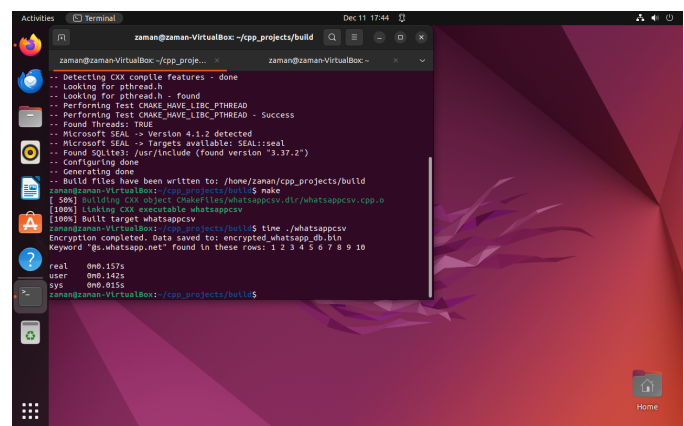 Activities
Terminal
Dec 11 17:44
zaman@zaman-VirtualBox: ~/cpp_projects/build
zaman@zaman-VirtualBox: ~/cpp_proje...
zaman@zaman-VirtualBox: ~
-- Detecting CXX compile features - done
-- Looking for pthread.h
-- Looking for pthread.h - found
-- Performing Test CMAKE_HAVE_LIBC_PTHREAD
-- Performing Test CMAKE_HAVE_LIBC_PTHREAD - Success
-- Found Threads: TRUE
-- Microsoft SEAL -> Version 4.1.2 detected
-- Microsoft SEAL -> Targets available: SEAL::seal
-- Found SQLite3: /usr/include (found version "3.37.2")
-- Configuring done
-- Generating done
-- Build files have been written to: /home/zaman/cpp_projects/build
zaman@zaman-VirtualBox:~/cpp_projects/build$ make
[ 50%] Building CXX object CMakeFiles/whatsappcsv.dir/whatsappcsv.cpp.o
[100%] Linking CXX executable whatsappcsv
[100%] Built target whatsappcsv
zaman@zaman-VirtualBox:~/cpp_projects/build$ time ./whatsappcsv
Encryption completed. Data saved to: encrypted_whatsapp_db.bin
Keyword "@s.whatsapp.net" found in these rows: 1 2 3 4 5 6 7 8 9 10
real 0m0.157s
user 0m0.142s
sys 0m0.015s
zaman@zaman-VirtualBox:~/cpp_projects/build$
Home